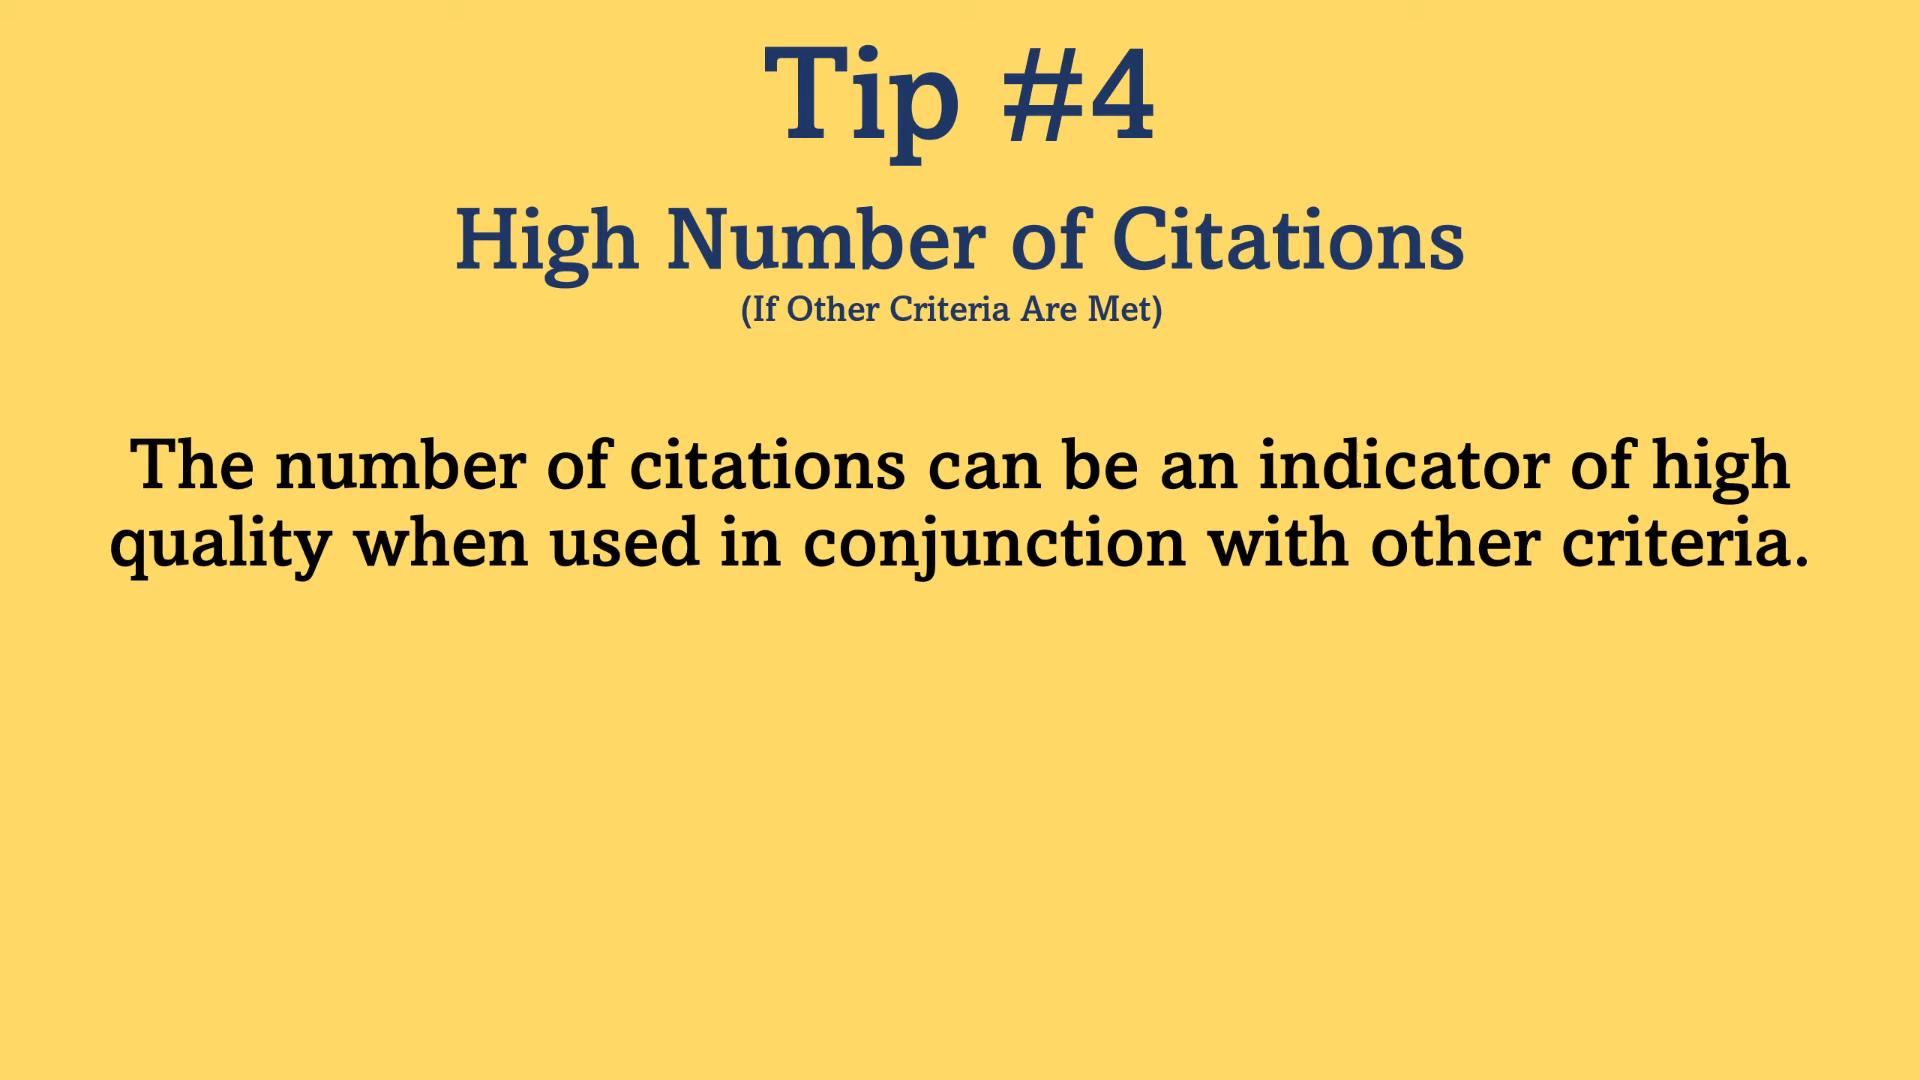 Tip #4
High Number of Citations
(If Other Criteria Are Met)
The number of citations can be an indicator of high
quality when used in conjunction with other criteria.